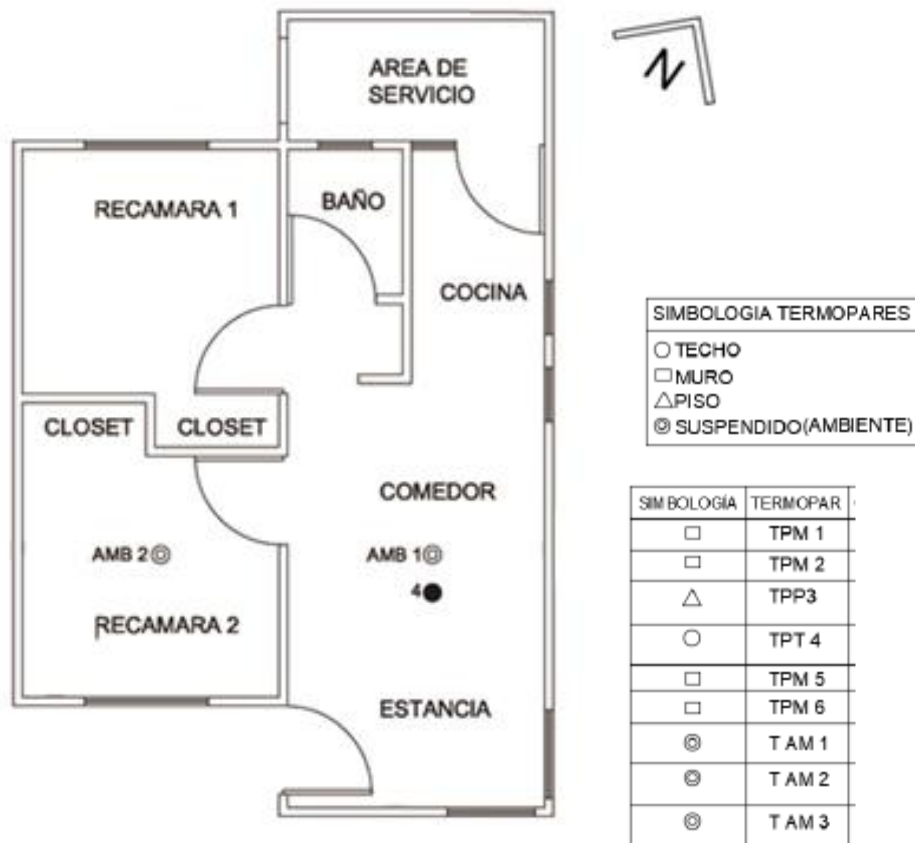 AREA DE
SERVICIO
N
RECAMARA 1
BAÑO
COCINA
CLOSET
CLOSET
COMEDOR
AMB 2
AMB 1
4
RECAMARA 2
ESTANCIA
SIMBOLOGIA TERMOPARES
TECHO
MURO
PISO
SUSPENDIDO(AMBIENTE)
SIMBOLOGÍA TERMOPAR
TPM 1
TPM 2
TPP3
TPT 4
TPM 5
TPM 6
T AM 1
T AM 2
T AM 3